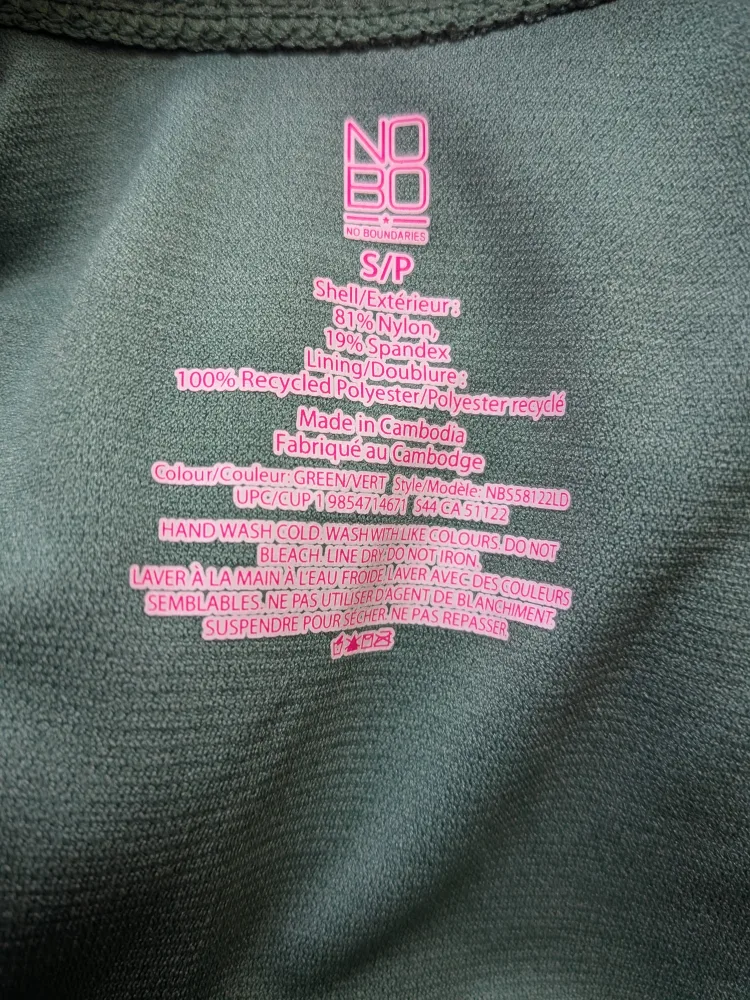 NO
BO
NO BOUNDARIES
S/P
Shell/Extérieur:
81% Nylon,
19% Spandex
Lining/Doublure:
100% Recycled Polyester/Polyester recyclé
Made in Cambodia
Fabriqué au Cambodge
Colour/Couleur: GREEN/VERT Style/Modèle: NBS58122LD
UPC/CUP 1 9854714671 544 CA 51122
HAND WASH COLD. WASH WITH LIKE COLOURS. DO NOT
BLEACH. LINE DRY. DO NOT IRON.
LAVER À LA MAIN À L'EAU FROIDE. LAVER AVEC DES COULEURS
SEMBLABLES. NE PAS UTILISER D'AGENT DE BLANCHIMENT.
SUSPENDRE POUR SÉCHER. NE PAS REPASSER.